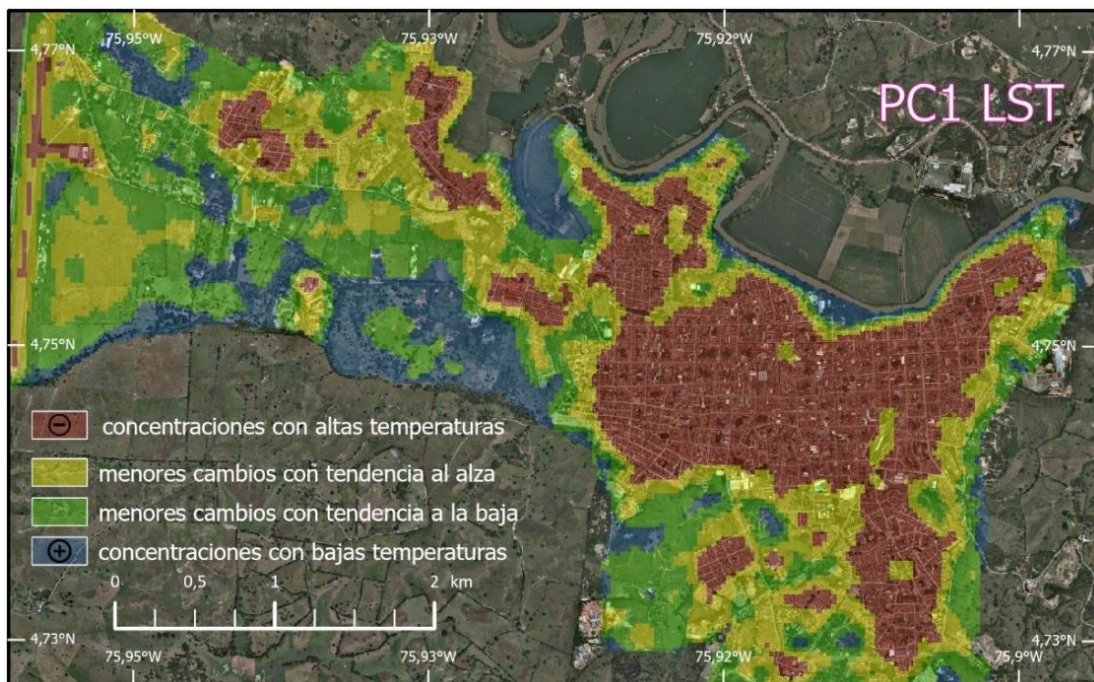 75,95°W 75,93°W 75,92°W
4,77°N 4,77°N
PC1 LST
4,75°N 4,75°N
⊖ concentraciones con altas temperaturas
menores cambios con tendencia al alza
menores cambios con tendencia a la baja
⊕ concentraciones con bajas temperaturas
0 0,5 1 2 km
4,73°N 4,73°N
75,95°W 75,93°W 75,92°W 75,9°W